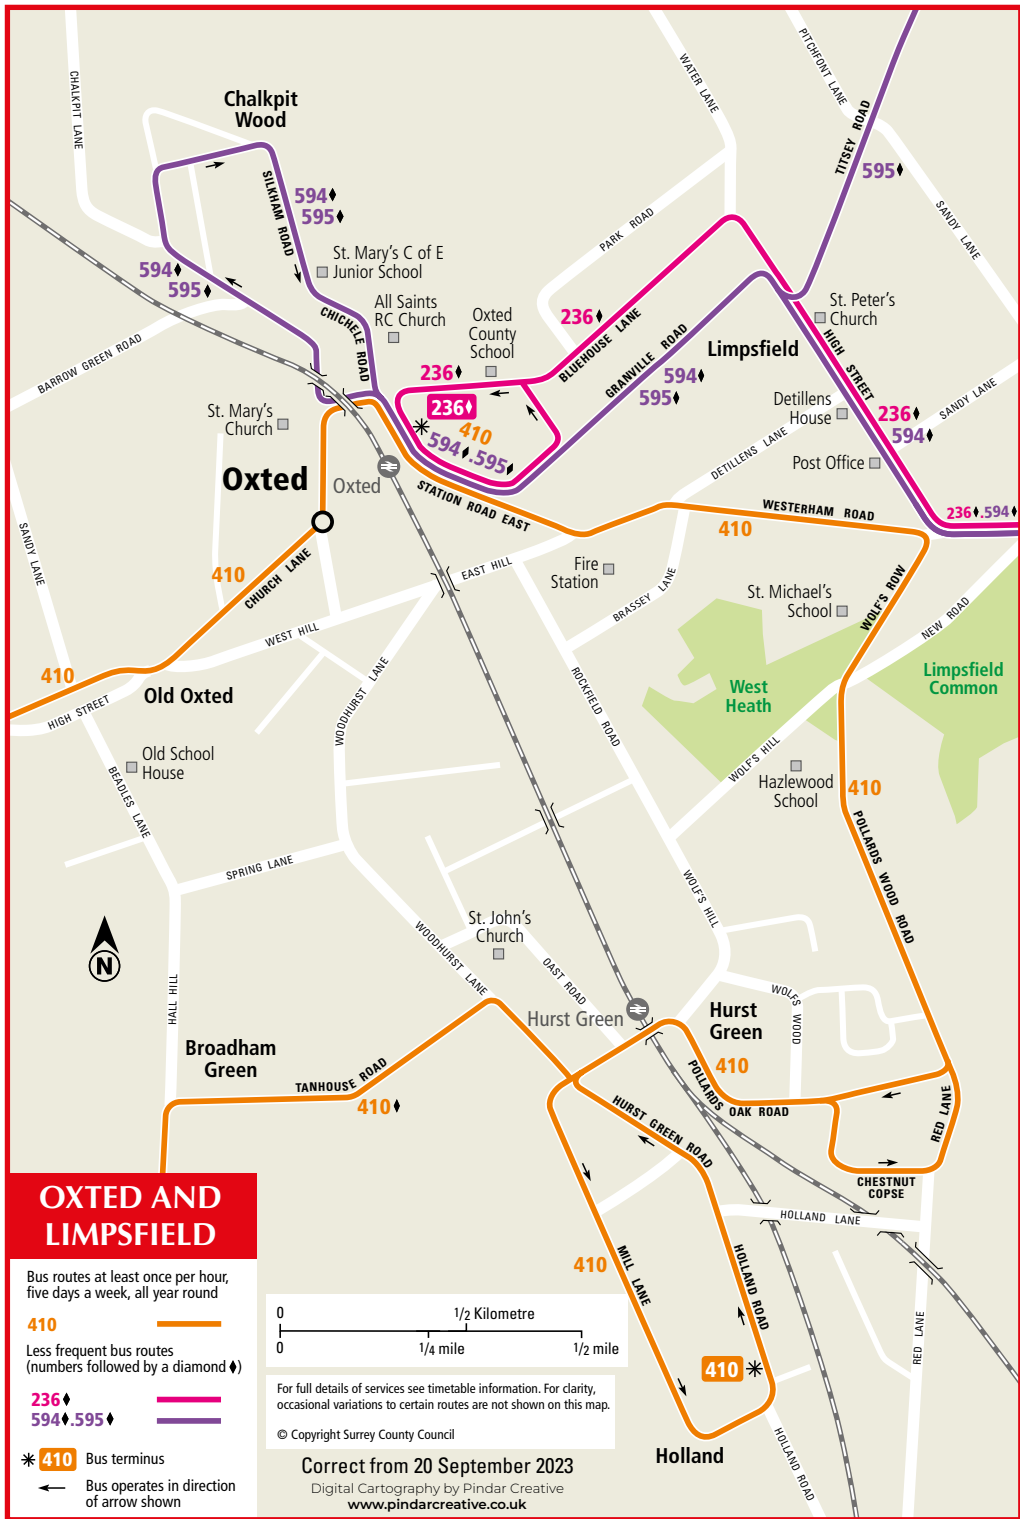 CHALKPIT LANE
Chalkpit
Wood
WATER LANE
PITCHFONT LANE
TITSEY ROAD
595♦
SILKHAM ROAD
594♦
595♦
SANDY LANE
PARK ROAD
St. Mary's C of E
Junior School
594♦
595♦
All Saints
RC Church
CHICHELE ROAD
Oxted
County
School
236♦
BLUEHOUSE LANE
GRANVILLE ROAD
St. Peter's
Church
HIGH STREET
Limpsfield
BARROW GREEN ROAD
236♦
594♦
595♦
236♦
410
594♦.595♦
St. Mary's
Church
Detillens
House
236♦
594♦
SANDY LANE
DETILLENS LANE
Post Office
Oxted
Oxted
STATION ROAD EAST
WESTERHAM ROAD
410
236♦.594♦
SANDY LANE
410
CHURCH LANE
EAST HILL
Fire
Station
BRASSEY LANE
St. Michael's
School
WOLF'S ROW
NEW ROAD
WEST HILL
410
HIGH STREET
Old Oxted
WOODHURST LANE
ROCKFIELD ROAD
West
Heath
Limpsfield
Common
Old School
House
BEADLES LANE
WOLF'S HILL
Hazlewood
School
410
POLLARDS WOOD ROAD
SPRING LANE
WOLF'S HILL
St. John's
Church
WOODHURST LANE
OAST ROAD
N
HALL HILL
WOLFS WOOD
Hurst Green
Hurst
Green
Broadham
Green
TANHOUSE ROAD
410♦
410
POLLARDS
OAK ROAD
HURST GREEN ROAD
RED LANE
CHESTNUT
COPSE
HOLLAND LANE
410
MILL LANE
HOLLAND ROAD
RED LANE
410
Holland
HOLLAND ROAD
OXTED AND
LIMPSFIELD
Bus routes at least once per hour,
five days a week, all year round
410
Less frequent bus routes
(numbers followed by a diamond ♦)
236♦
594♦.595♦
410 Bus terminus
Bus operates in direction
of arrow shown
0 1/2 Kilometre
0 1/4 mile 1/2 mile
For full details of services see timetable information. For clarity,
occasional variations to certain routes are not shown on this map.
© Copyright Surrey County Council
Correct from 20 September 2023
Digital Cartography by Pindar Creative
www.pindarcreative.co.uk